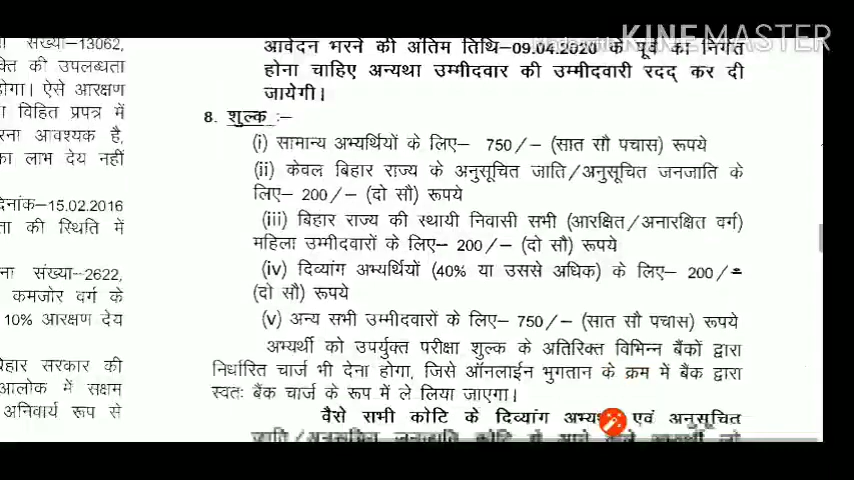 KINEMASTER
संख्या-13062,
क्ति की उपलब्धता
होगा। ऐसे आरक्षण
विहित प्रपत्र में
रना आवश्यक है,
का लाभ देय नहीं
दिनांक-15.02.2016
ता की स्थिति में
ना संख्या-2622,
कमजोर वर्ग के
10% आरक्षण देय
बिहार सरकार की
आलोक में सक्षम
अनिवार्य रूप से
आवेदन भरने की अंतिम तिथि-09.04.2020 के पूर्व का निर्गत
होना चाहिए अन्यथा उम्मीदवार की उम्मीदवारी रदद् कर दी
जायेगी।
8. शुल्क :-
(i) सामान्य अभ्यर्थियों के लिए- 750/- (सात सौ पचास) रूपये
(ii) केवल बिहार राज्य के अनुसूचित जाति/अनुसूचित जनजाति के
लिए- 200/- (दो सौ) रूपये
(iii) बिहार राज्य की स्थायी निवासी सभी (आरक्षित/अनारक्षित वर्ग)
महिला उम्मीदवारों के लिए- 200/- (दो सौ) रूपये
(iv) दिव्यांग अभ्यर्थियों (40% या उससे अधिक) के लिए- 200/-
(दो सौ) रूपये
(v) अन्य सभी उम्मीदवारों के लिए- 750/- (सात सौ पचास) रूपये
अभ्यर्थी को उपर्युक्त परीक्षा शुल्क के अतिरिक्त विभिन्न बैंकों द्वारा
निर्धारित चार्ज भी देना होगा, जिसे ऑनलाईन भुगतान के क्रम में बैंक द्वारा
स्वतः बैंक चार्ज के रूप में ले लिया जाएगा।
वैसे सभी कोटि के दिव्यांग एवं अनुसूचित
जाति/अनुसूचित जनजाति कोटि में आने वाले